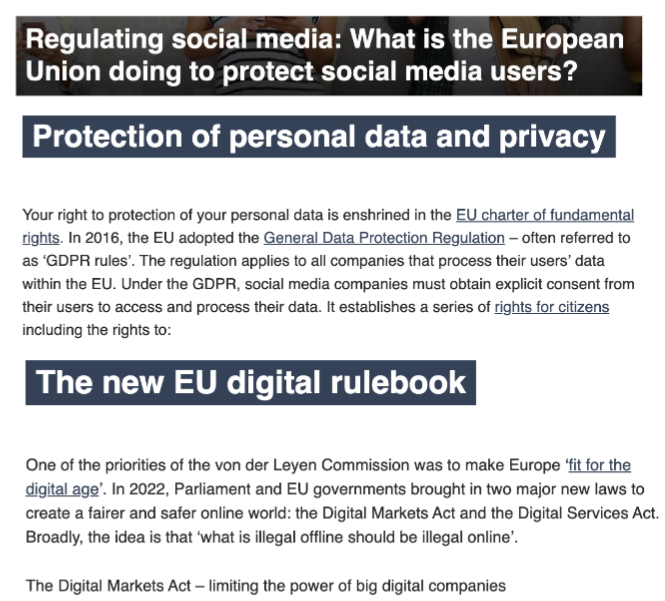 Regulating social media: What is the European
Union doing to protect social media users?
Protection of personal data and privacy
Your right to protection of your personal data is enshrined in the EU charter of fundamental
rights. In 2016, the EU adopted the General Data Protection Regulation – often referred to
as ‘GDPR rules’. The regulation applies to all companies that process their users’ data
within the EU. Under the GDPR, social media companies must obtain explicit consent from
their users to access and process their data. It establishes a series of rights for citizens
including the rights to:
The new EU digital rulebook
One of the priorities of the von der Leyen Commission was to make Europe ‘fit for the
digital age’. In 2022, Parliament and EU governments brought in two major new laws to
create a fairer and safer online world: the Digital Markets Act and the Digital Services Act.
Broadly, the idea is that ‘what is illegal offline should be illegal online’.
The Digital Markets Act – limiting the power of big digital companies